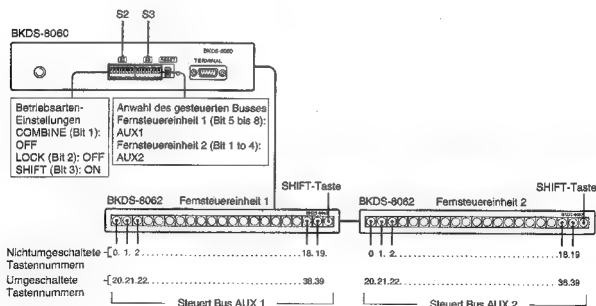 S2 S3
BKDS-8060
BKDS-8060
RESET
TERMINAL
Betriebsarten-
Einstellungen
COMBINE (Bit 1):
OFF
LOCK (Bit 2): OFF
SHIFT (Bit 3): ON
Anwahl des gesteuerten Busses
Fernsteuereinheit 1 (Bit 5 bis 8):
AUX1
Fernsteuereinheit 2 (Bit 1 to 4):
AUX2
SHIFT-Taste
BKDS-8062 Fernsteuereinheit 1
SHIFT-Taste
BKDS-8062 Fernsteuereinheit 2
Nichtumgeschaltete
Tastennummern
0. 1. 2. 18. 19.
0 1. 2. 18.19
Umgeschaltete
Tastennummern
20.21.22. 38.39
20.21.22. 38.39
Steuert Bus AUX 1
Steuert Bus AUX 2